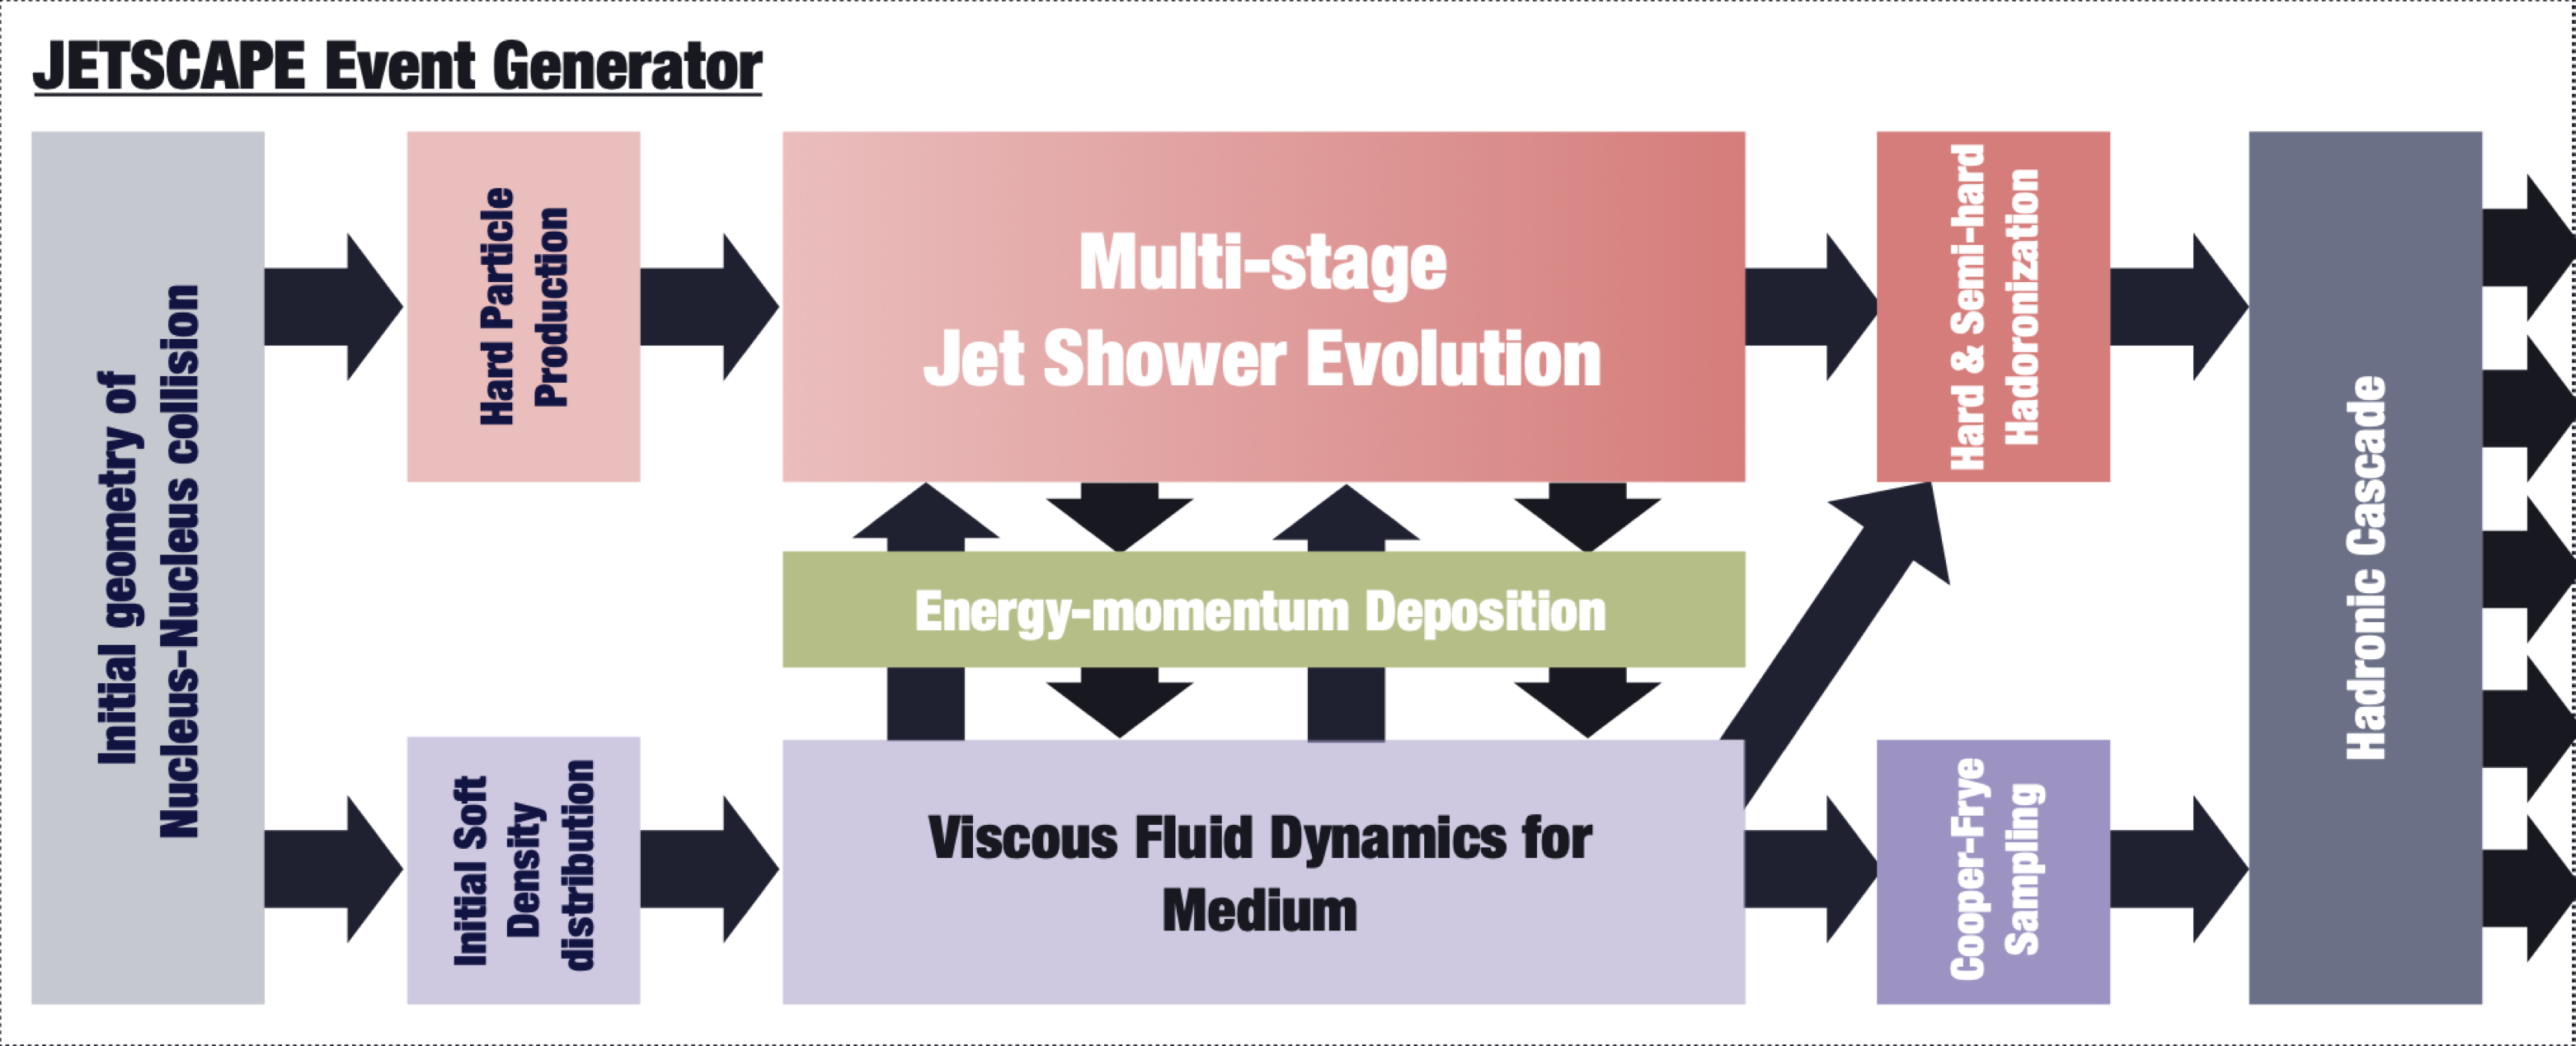 JETSCAPE Event Generator
Initial geometry of
Nucleus-Nucleus collision
Hard Particle
Production
Multi-stage
Jet Shower Evolution
Hard & Semi-hard
Hadoronization
Energy-momentum Deposition
Initial Soft
Density
distribution
Viscous Fluid Dynamics for
Medium
Cooper-Frye
Sampling
Hadronic Cascade